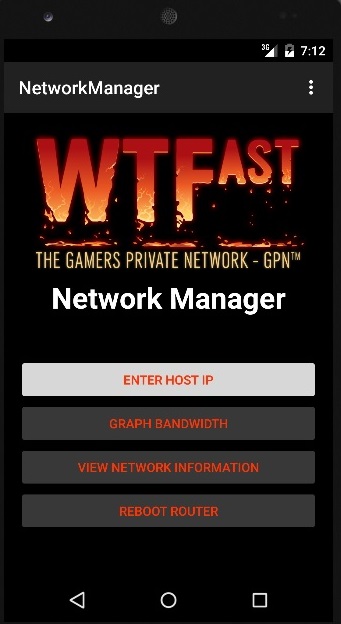 3G 7:12
NetworkManager
WTFAST
THE GAMERS PRIVATE NETWORK - GPN™
Network Manager
ENTER HOST IP
GRAPH BANDWIDTH
VIEW NETWORK INFORMATION
REBOOT ROUTER